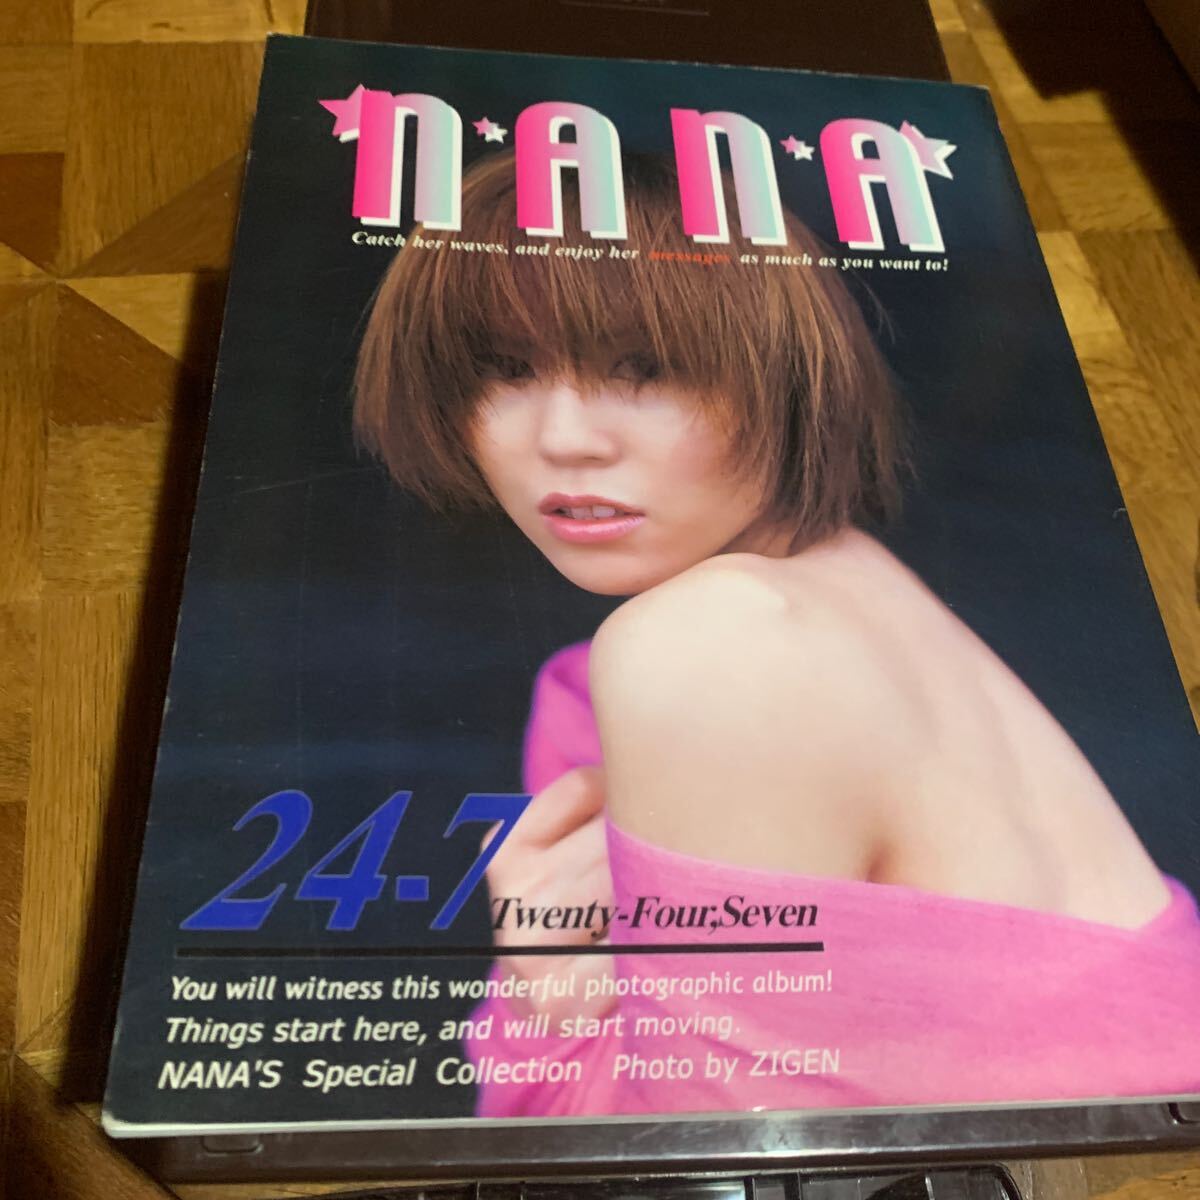 NANA
Catch her waves, and enjoy her messages as much as you want to!
24-7
Twenty-Four,Seven
You will witness this wonderful photographic album!
Things start here, and will start moving.
NANA'S Special Collection Photo by ZIGEN